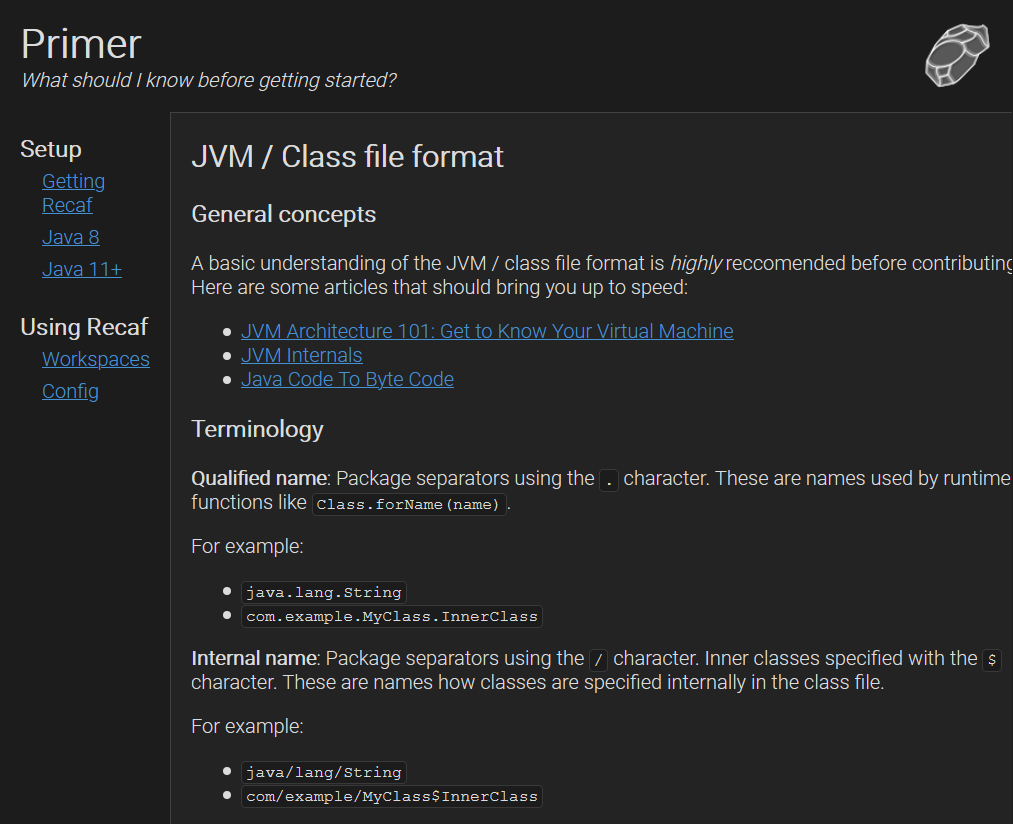 Primer
What should I know before getting started?
Setup
Getting
Recaf
Java 8
Java 11+
Using Recaf
Workspaces
Config
JVM / Class file format
General concepts
A basic understanding of the JVM / class file format is highly reccomended before contributing
Here are some articles that should bring you up to speed:
JVM Architecture 101: Get to Know Your Virtual Machine
JVM Internals
Java Code To Byte Code
Terminology
Qualified name: Package separators using the . character. These are names used by runtime
functions like Class.forName(name).
For example:
java.lang.String
com.example.MyClass.InnerClass
Internal name: Package separators using the / character. Inner classes specified with the $
character. These are names how classes are specified internally in the class file.
For example:
java/lang/String
com/example/MyClass$InnerClass